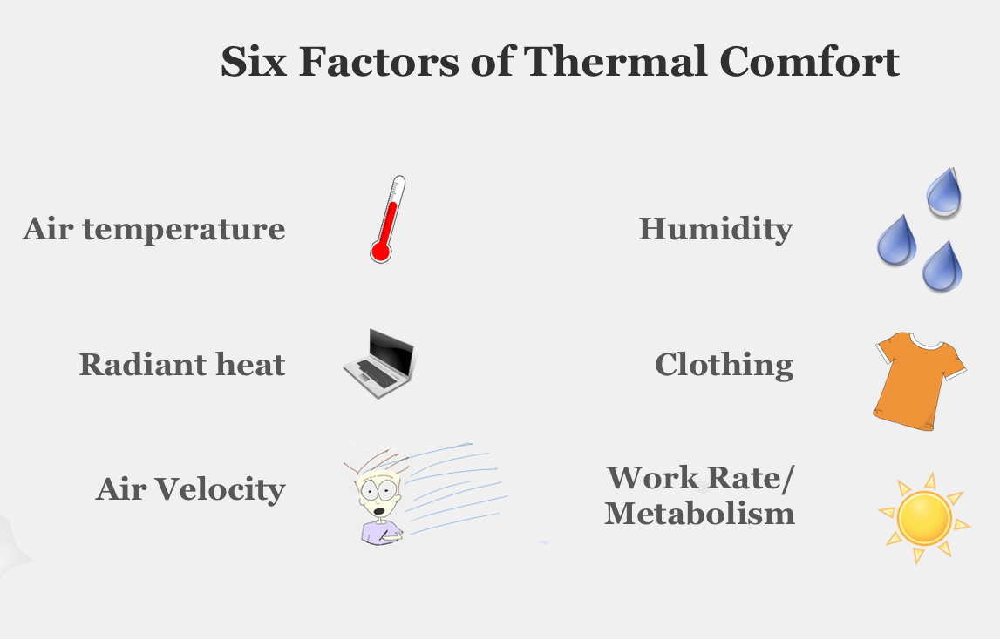 Six Factors of Thermal Comfort
Air temperature
Humidity
Radiant heat
Clothing
Air Velocity
Work Rate/
Metabolism